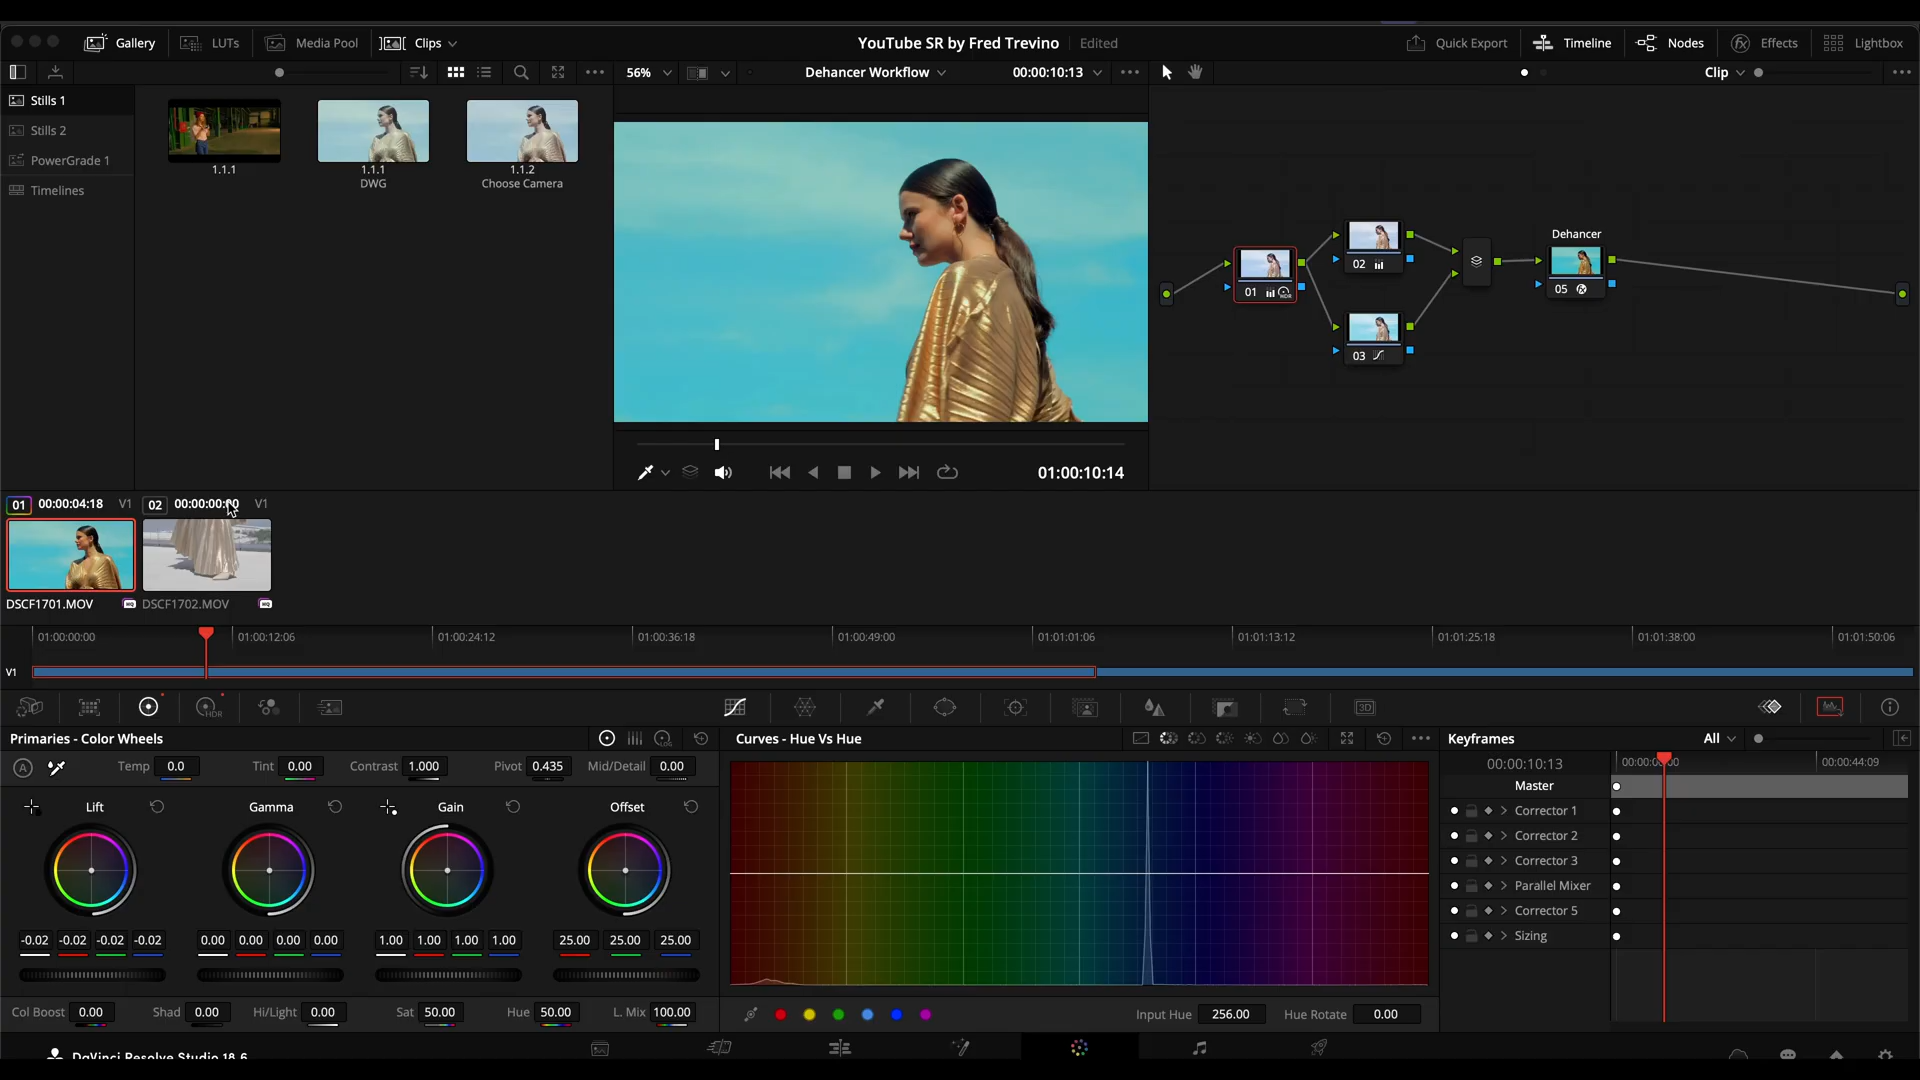 Gallery LUTs Media Pool Clips YouTube SR by Fred Trevino Edited Quick Export Timeline Nodes Effects Lightbox
56% Dehancer Workflow 00:00:10:13 Clip
Stills 1
Stills 2
PowerGrade 1
Timelines
1.1.1
1.1.1
DWG
1.1.2
Choose Camera
01:00:10:14
01
02
03
Dehancer
05
01 00:00:04:18 V1 02 00:00:00:00 V1
DSCF1701.MOV DSCF1702.MOV
01:00:00:00 01:00:12:06 01:00:24:12 01:00:36:18 01:00:49:00 01:01:01:06 01:01:13:12 01:01:25:18 01:01:38:00 01:01:50:06
V1
HDR 3D
Primaries - Color Wheels
A Temp 0.0 Tint 0.00 Contrast 1.000 Pivot 0.435 Mid/Detail 0.00
Lift Gamma Gain Offset
-0.02 -0.02 -0.02 -0.02 0.00 0.00 0.00 0.00 1.00 1.00 1.00 1.00 25.00 25.00 25.00
Col Boost 0.00 Shad 0.00 Hi/Light 0.00 Sat 50.00 Hue 50.00 L. Mix 100.00
Curves - Hue Vs Hue
Input Hue 256.00 Hue Rotate 0.00
Keyframes All
00:00:10:13 00:00:44:09
Master
Corrector 1
Corrector 2
Corrector 3
Parallel Mixer
Corrector 5
Sizing
DaVinci Resolve Studio 18.6